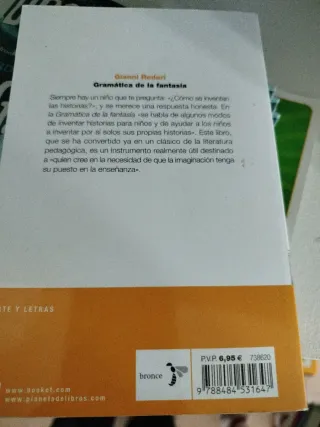 Gianni Rodari
Gramática de la fantasía
Siempre hay un niño que te pregunta: «¿Cómo se inventan
las historias?», y se merece una respuesta honesta. En
la Gramática de la fantasía «se habla de algunos modos
de inventar historias para niños y de ayudar a los niños
a inventar por sí solos sus propias historias». Este libro,
que se ha convertido ya en un clásico de la literatura
pedagógica, es un instrumento realmente útil destinado
a «quien cree en la necesidad de que la imaginación tenga
su puesto en la enseñanza».
TE Y LETRAS
www.booket.com
www.planetadelibros.com
bronce
P.V.P. 6,95 € 738620
9 788484 531647